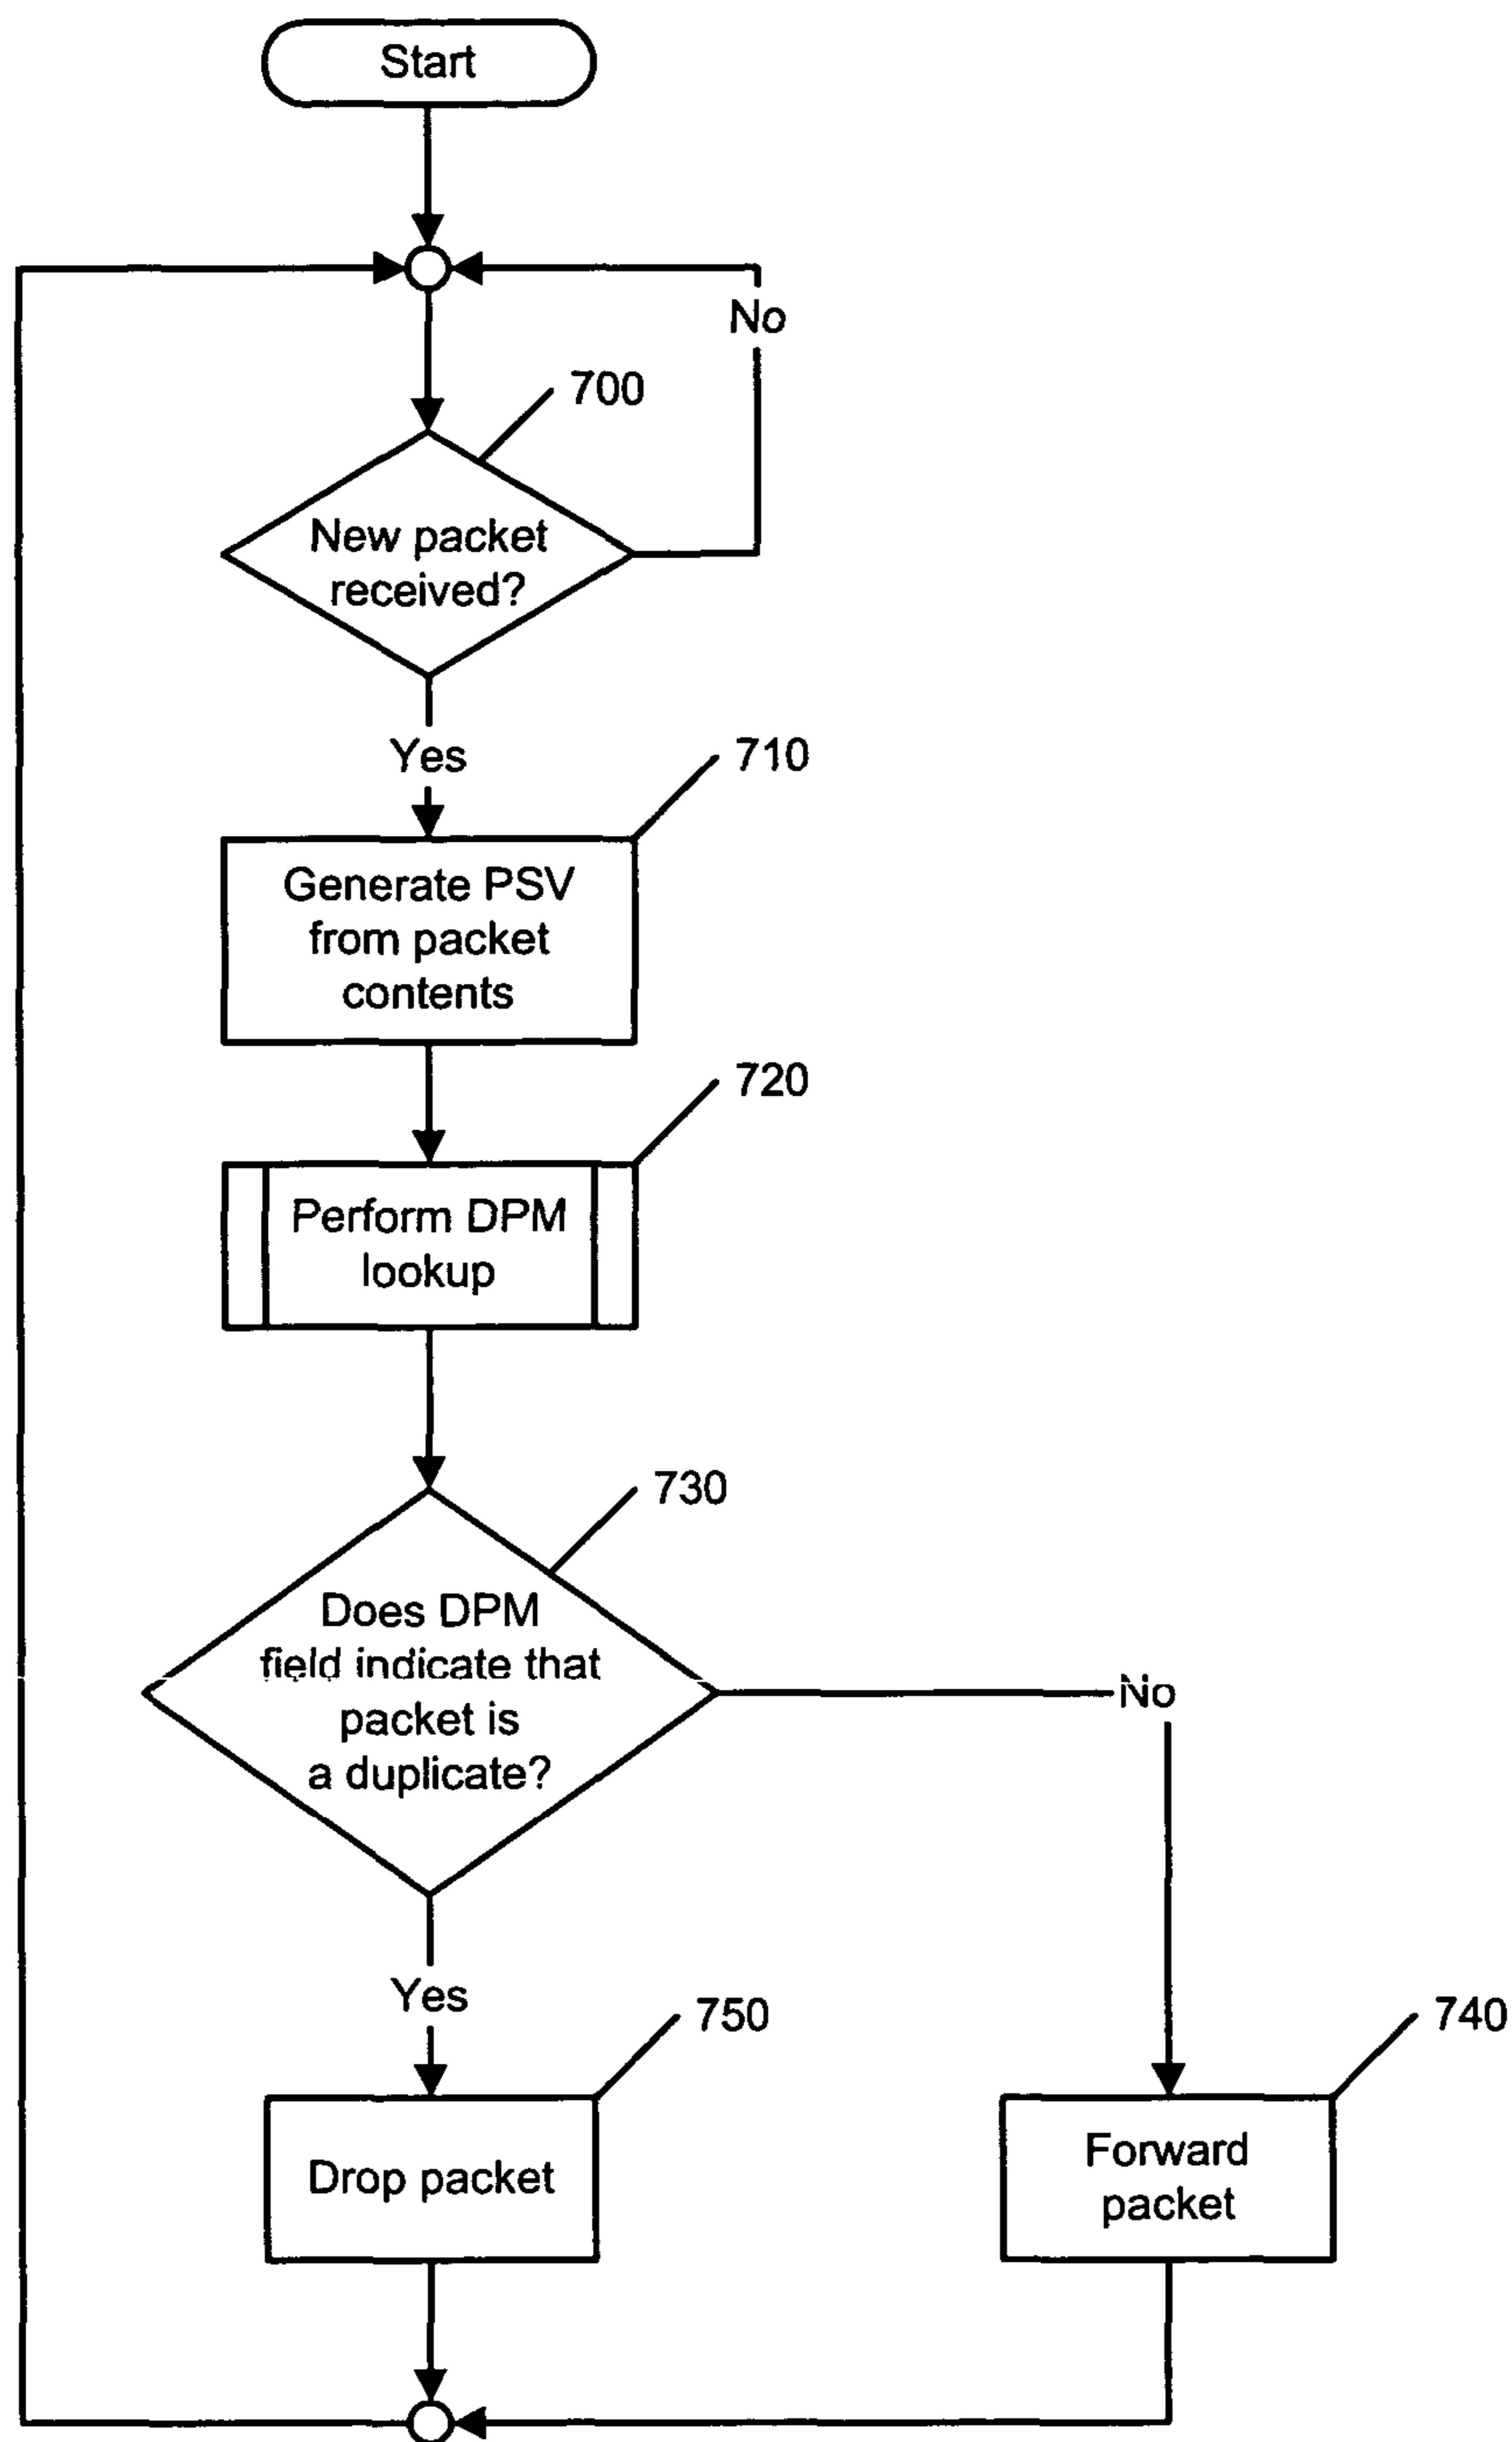 Start
No
700
New packet
received?
Yes
710
Generate PSV
from packet
contents
720
Perform DPM
lookup
730
Does DPM
field indicate that
packet is
a duplicate?
No
Yes
750
740
Drop packet
Forward
packet